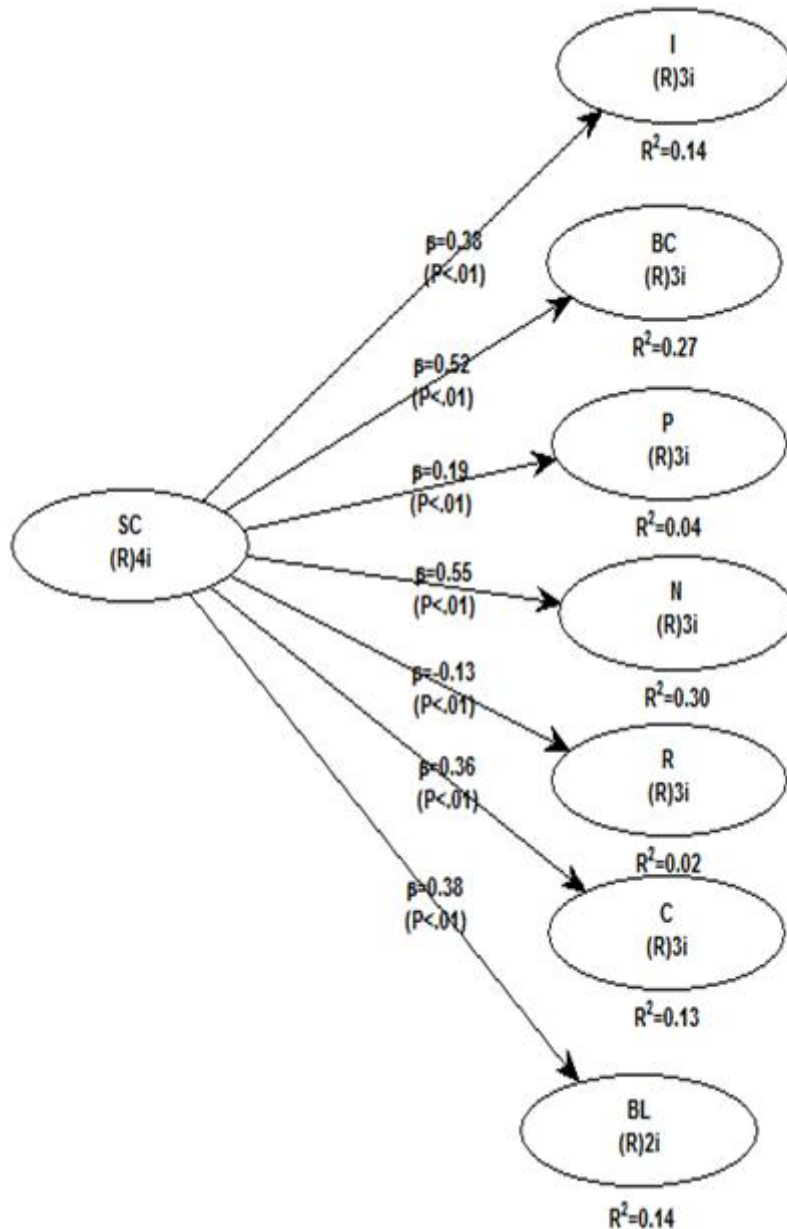 I
(R)3i
R²=0.14
β=0.38
(P<.01)
BC
(R)3i
R²=0.27
β=0.52
(P<.01)
P
(R)3i
R²=0.04
β=0.19
(P<.01)
SC
(R)4i
β=0.55
(P<.01)
N
(R)3i
R²=0.30
β=-0.13
(P<.01)
R
(R)3i
R²=0.02
β=0.36
(P<.01)
C
(R)3i
R²=0.13
β=0.38
(P<.01)
BL
(R)2i
R²=0.14